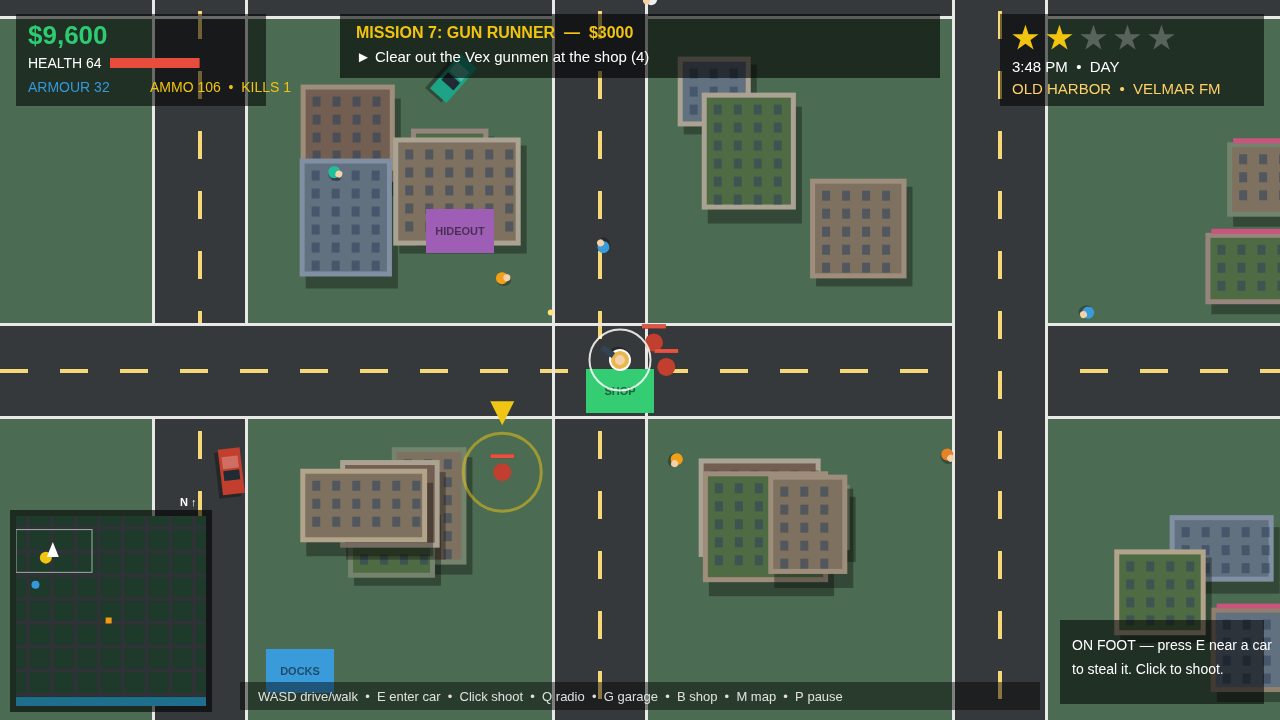 $9,600
HEALTH 64
ARMOUR 32 AMMO 106 • KILLS 1
MISSION 7: GUN RUNNER — $3000
► Clear out the Vex gunmen at the shop (4)
3:48 PM • DAY
OLD HARBOR • VELMAR FM
HIDEOUT
SHOP
N ↑
DOCKS
ON FOOT — press E near a car
to steal it. Click to shoot.
WASD drive/walk • E enter car • Click shoot • Q radio • G garage • B shop • M map • P pause